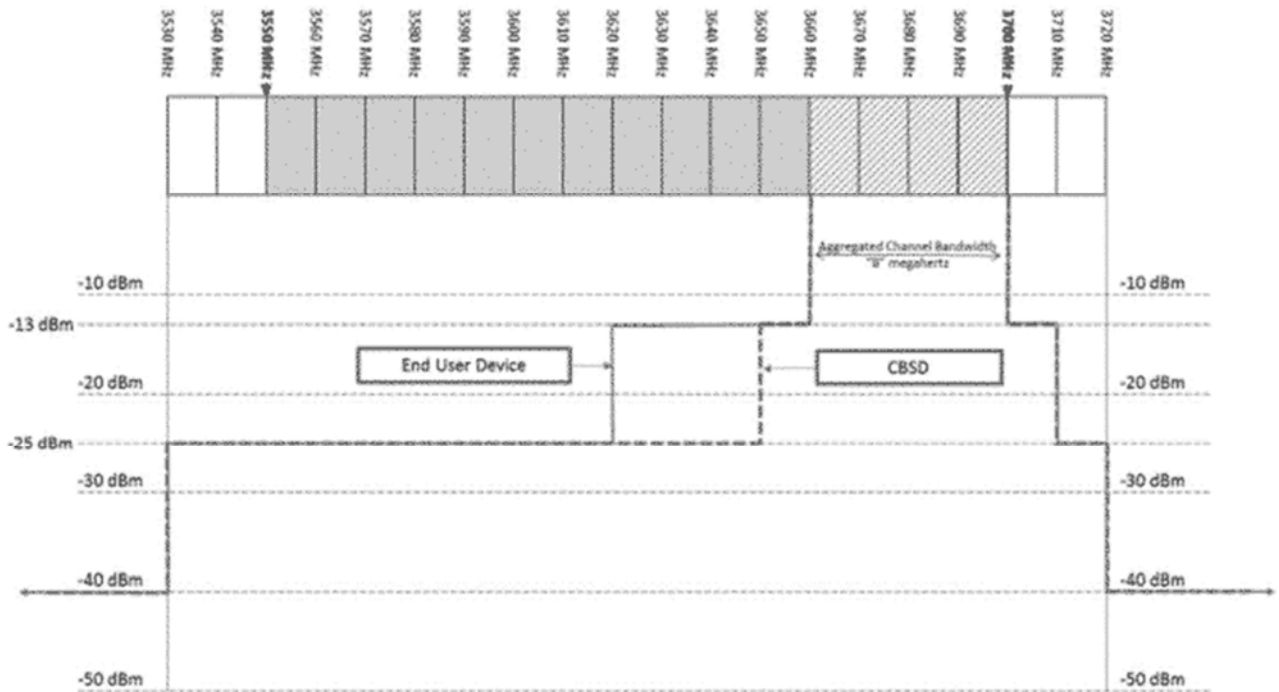 3530 MHz
3540 MHz
3550 MHz
3560 MHz
3570 MHz
3580 MHz
3590 MHz
3600 MHz
3610 MHz
3620 MHz
3630 MHz
3640 MHz
3650 MHz
3660 MHz
3670 MHz
3680 MHz
3690 MHz
3700 MHz
3710 MHz
3720 MHz
Aggregated Channel Bandwidth
"B" megahertz
-10 dBm
-10 dBm
-13 dBm
End User Device
CBSD
-20 dBm
-20 dBm
-25 dBm
-30 dBm
-30 dBm
-40 dBm
-40 dBm
-50 dBm
-50 dBm